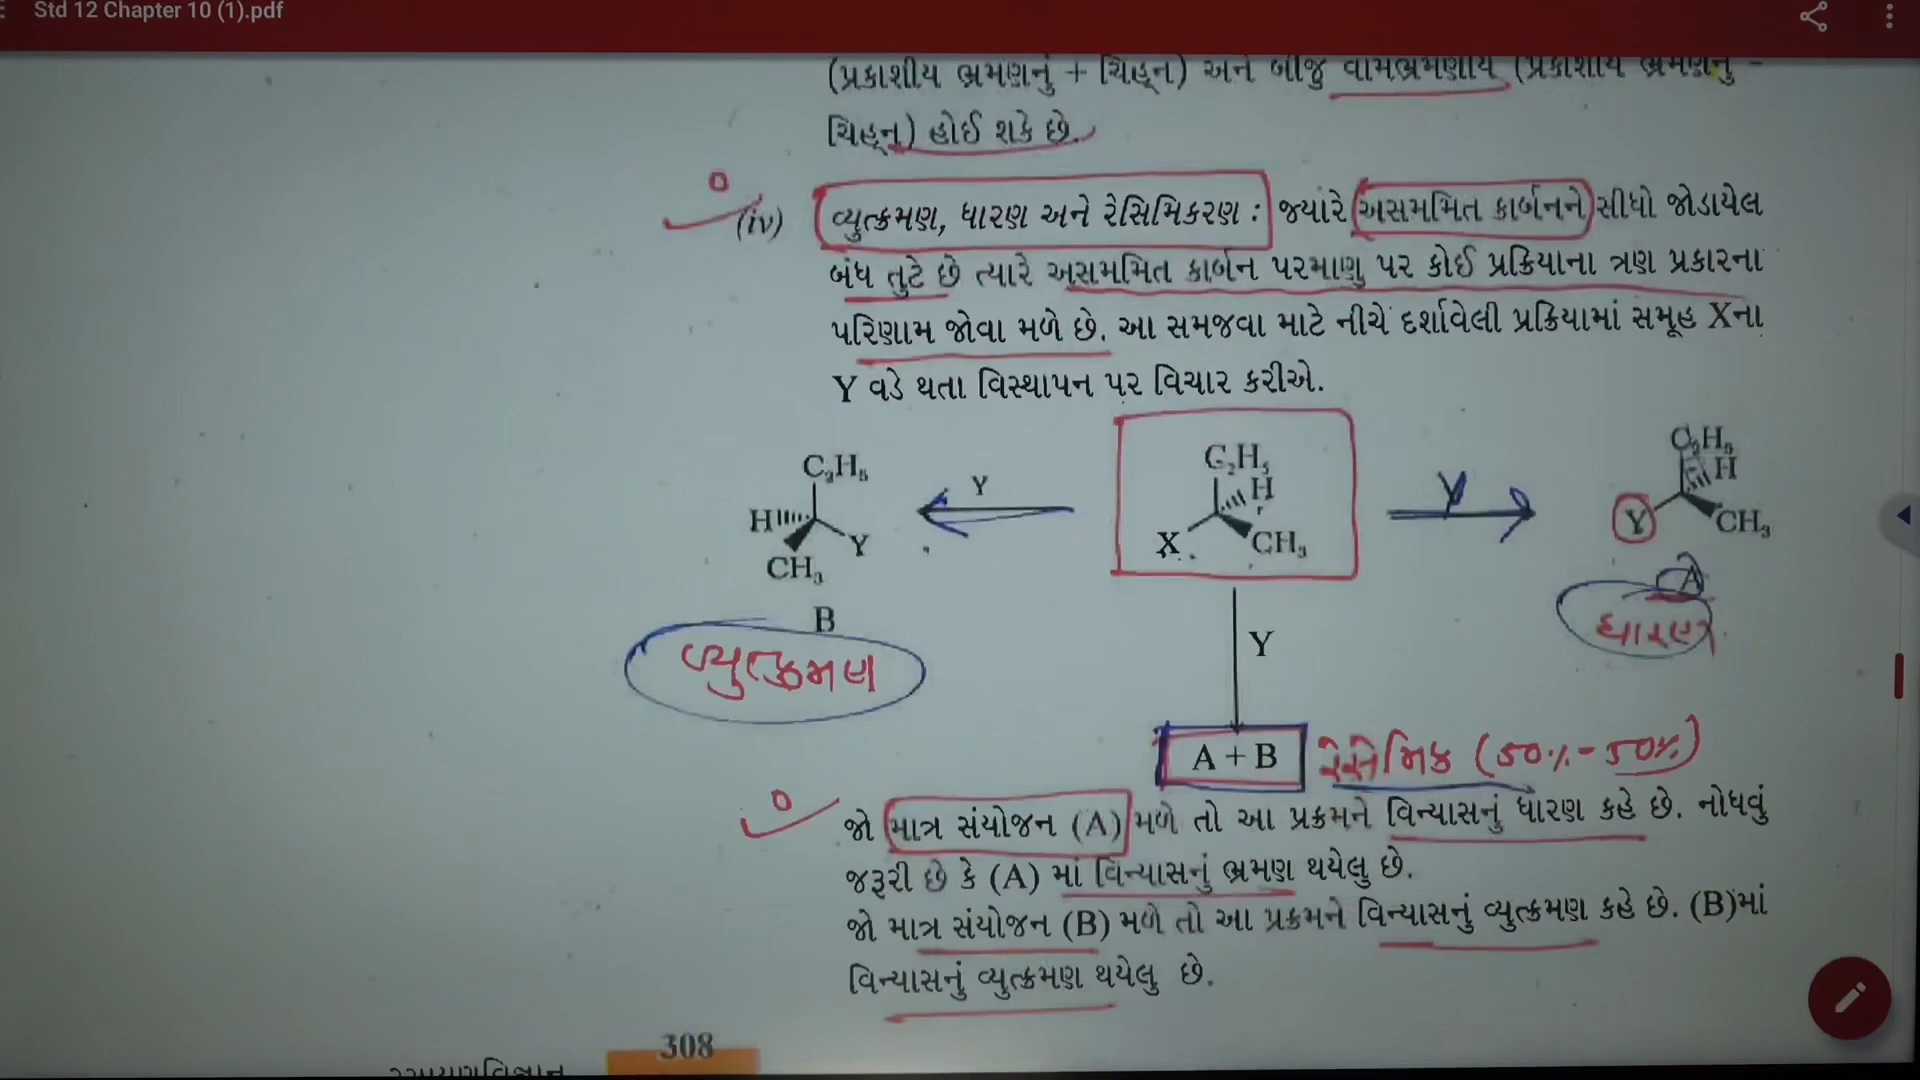 Std 12 Chapter 10 (1).pdf
(પ્રકાશીય ભ્રમણનું + ચિહ્ન) અને બીજુ વામભ્રમણીય (પ્રકાશીય ભ્રમણનું -
ચિહ્ન) હોઈ શકે છે.
(iv) વ્યુત્ક્રમણ, ધારણ અને રેસિમિકરણ : જ્યારે અસમમિત કાર્બનને સીધો જોડાયેલ
બંધ તુટે છે ત્યારે અસમમિત કાર્બન પરમાણુ પર કોઈ પ્રક્રિયાના ત્રણ પ્રકારના
પરિણામ જોવા મળે છે. આ સમજવા માટે નીચે દર્શાવેલી પ્રક્રિયામાં સમૂહ Xના
Y વડે થતા વિસ્થાપન પર વિચાર કરીએ.
C₂H₅ H CH₃ Y B
Y
C₂H₅ H X CH₃
Y
C₂H₅ H Y CH₃ A
વ્યુત્ક્રમણ
Y
ધારણ
A + B રેસેમિક (50%-50%)
જો માત્ર સંયોજન (A) મળે તો આ પ્રક્રમને વિન્યાસનું ધારણ કહે છે. નોધવું
જરૂરી છે કે (A) માં વિન્યાસનું ભ્રમણ થયેલુ છે.
જો માત્ર સંયોજન (B) મળે તો આ પ્રક્રમને વિન્યાસનું વ્યુત્ક્રમણ કહે છે. (B)માં
વિન્યાસનું વ્યુત્ક્રમણ થયેલુ છે.
308